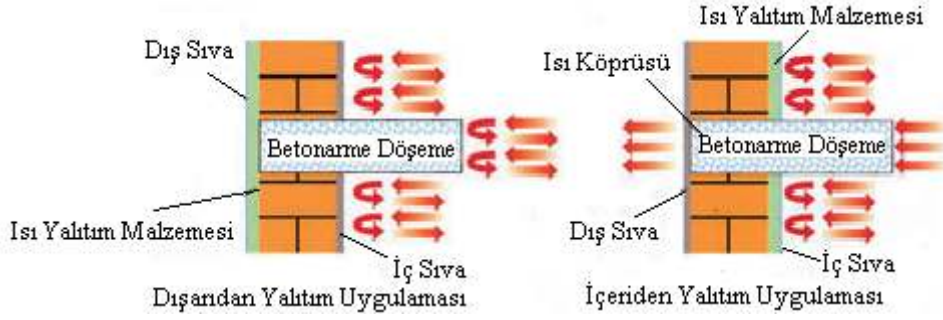 Dış Sıva
Betonarme Döşeme
Isı Yalıtım Malzemesi
İç Sıva
Dışarıdan Yalıtım Uygulaması
Isı Yalıtım Malzemesi
Isı Köprüsü
Betonarme Döşeme
Dış Sıva
İç Sıva
İçeriden Yalıtım Uygulaması